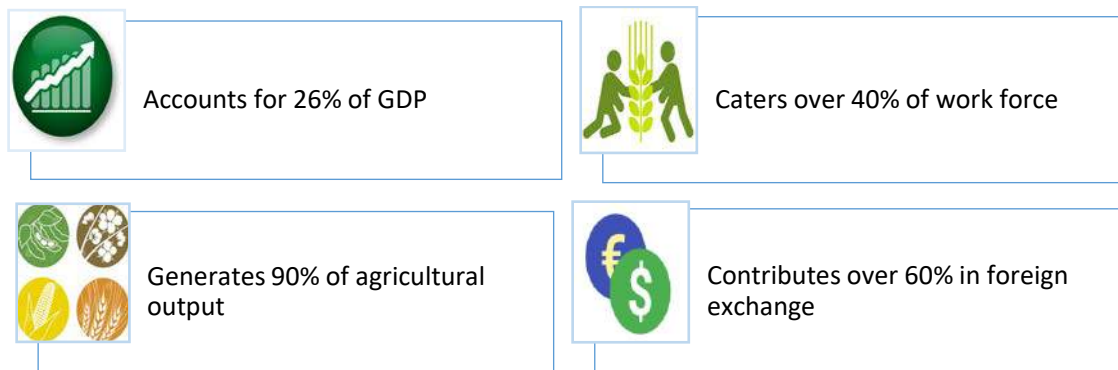 Accounts for 26% of GDP
Caters over 40% of work force
Generates 90% of agricultural
output
Contributes over 60% in foreign
exchange
€
$